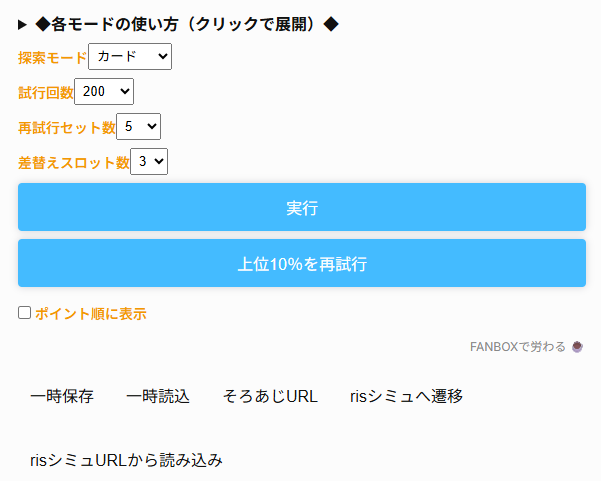 ▶ ◆各モードの使い方（クリックで展開）◆
探索モード カード
試行回数 200
再試行セット数 5
差替えスロット数 3
実行
上位10%を再試行
ポイント順に表示
FANBOXで労わる
一時保存 一時読込 そろあじURL risシミュへ遷移
risシミュURLから読み込み